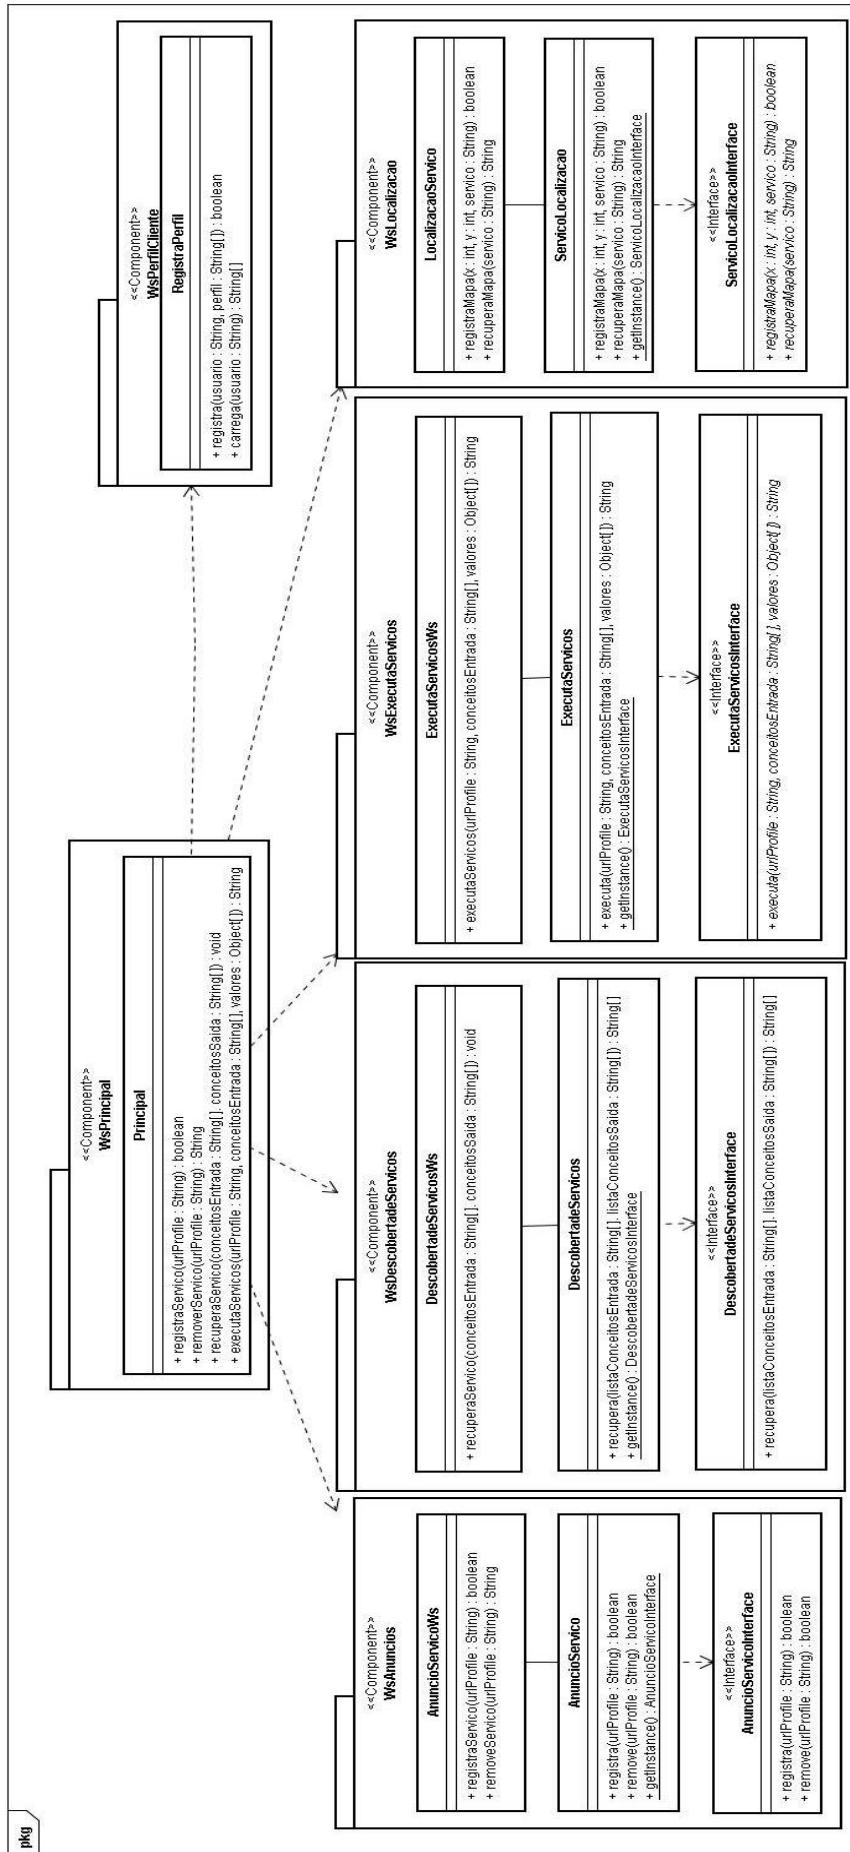 pkg
<<Component>>
WsPrincipal
Principal
+ registraServico(urlProfile : String) : boolean
+ removerServico(urlProfile : String) : String
+ recuperaServico(conceitosEntrada : String[], conceitosSaida : String[]) : void
+ executaServicos(urlProfile : String, conceitosEntrada : String[], valores : Object[]) : String
<<Component>>
WsPerfilCliente
RegistraPerfil
+ registra(usuario : String, perfil : String[]) : boolean
+ carrega(usuario : String) : String[]
<<Component>>
WsAnuncios
AnuncioServicoWs
+ registraServico(urlProfile : String) : boolean
+ removeServico(urlProfile : String) : String
AnuncioServico
+ registra(urlProfile : String) : boolean
+ remove(urlProfile : String) : boolean
+ getInstance() : AnuncioServicoInterface
<<Interface>>
AnuncioServicoInterface
+ registra(urlProfile : String) : boolean
+ remove(urlProfile : String) : boolean
<<Component>>
WsDescobertadeServicos
DescobertadeServicosWs
+ recuperaServico(conceitosEntrada : String[], conceitosSaida : String[]) : void
DescobertadeServicos
+ recupera(listaConceitosEntrada : String[], listaConceitosSaida : String[]) : String[]
+ getInstance() : DescobertadeServicosInterface
<<Interface>>
DescobertadeServicosInterface
+ recupera(listaConceitosEntrada : String[], listaConceitosSaida : String[]) : String[]
<<Component>>
WsExecutaServicos
ExecutaServicosWs
+ executaServicos(urlProfile : String, conceitosEntrada : String[], valores : Object[]) : String
ExecutaServicos
+ executa(urlProfile : String, conceitosEntrada : String[], valores : Object[]) : String
+ getInstance() : ExecutaServicosInterface
<<Interface>>
ExecutaServicosInterface
+ executa(urlProfile : String, conceitosEntrada : String[], valores : Object[]) : String
<<Component>>
WsLocalizacao
LocalizacaoServico
+ registraMapa(x : int, y : int, servico : String) : boolean
+ recuperaMapa(servico : String) : String
ServicoLocalizacao
+ registraMapa(x : int, y : int, servico : String) : boolean
+ recuperaMapa(servico : String) : String
+ getInstance() : ServicoLocalizacaoInterface
<<Interface>>
ServicoLocalizacaoInterface
+ registraMapa(x : int, y : int, servico : String) : boolean
+ recuperaMapa(servico : String) : String